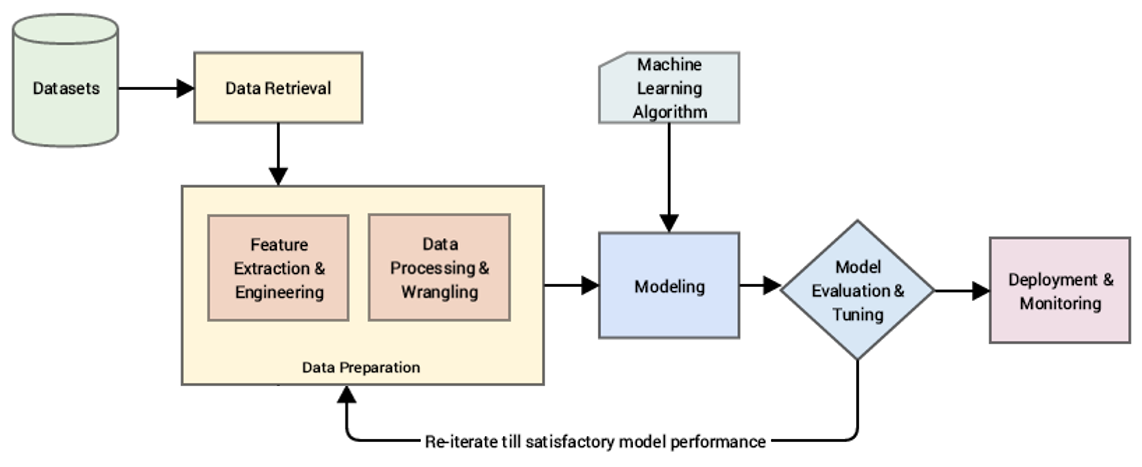 Datasets
Data Retrieval
Machine
Learning
Algorithm
Feature
Extraction &
Engineering
Data
Processing &
Wrangling
Data Preparation
Modeling
Model
Evaluation &
Tuning
Deployment &
Monitoring
Re-iterate till satisfactory model performance